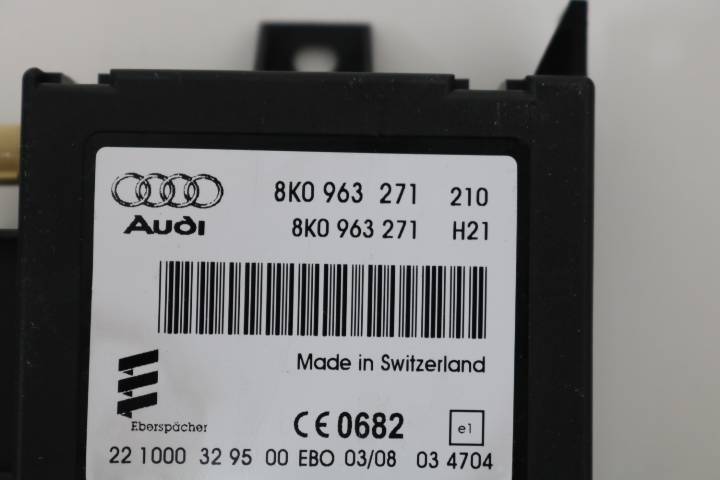 8K0 963 271 210
Audi 8K0 963 271 H21
Made in Switzerland
Eberspächer CE 0682 e1
22 1000 32 95 00 EBO 03/08 03 4704